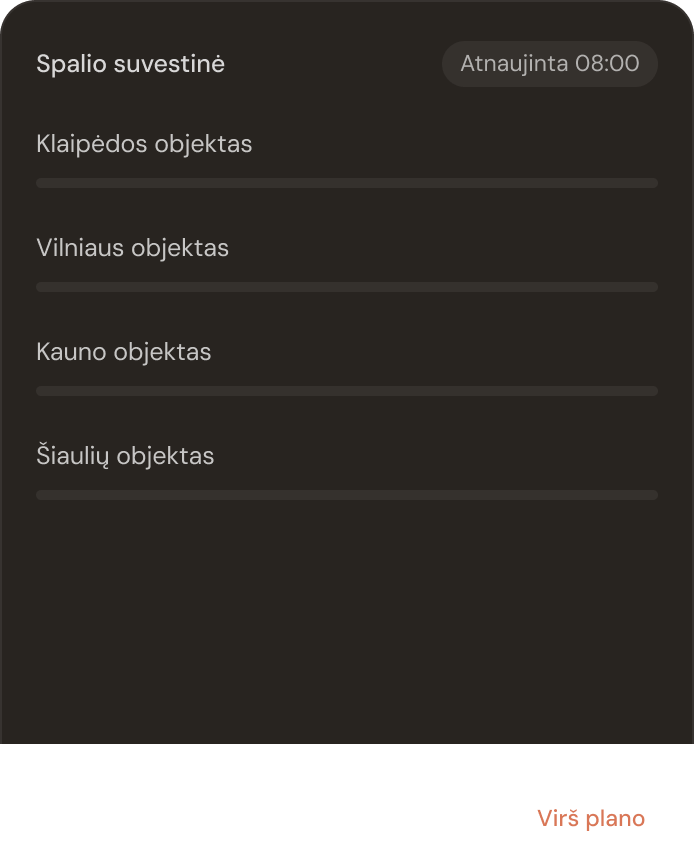 Spalio suvestinė
Atnaujinta 08:00
Klaipėdos objektas
Vilniaus objektas
Kauno objektas
Šiaulių objektas
Virš plano